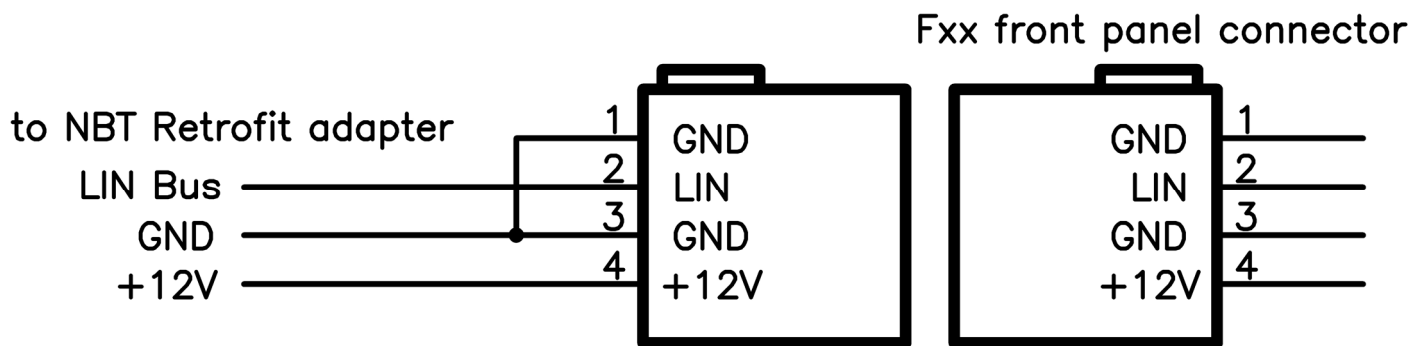 Fxx front panel connector
to NBT Retrofit adapter
1 GND GND 1
LIN Bus 2 LIN LIN 2
GND 3 GND GND 3
+12V 4 +12V +12V 4